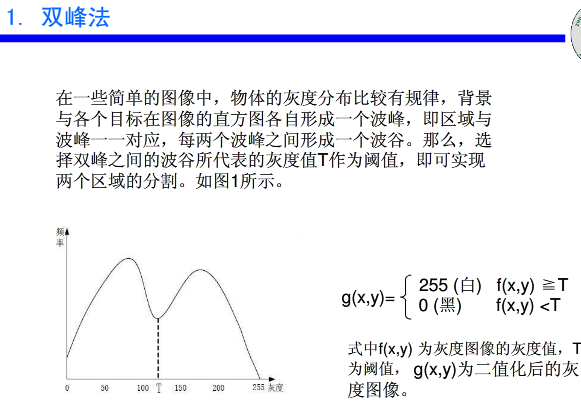 1. 双峰法
在一些简单的图像中，物体的灰度分布比较有规律，背景
与各个目标在图像的直方图各自形成一个波峰，即区域与
波峰一一对应，每两个波峰之间形成一个波谷。那么，选
择双峰之间的波谷所代表的灰度值T作为阈值，即可实现
两个区域的分割。如图1所示。
频
率
0 50 100 T 150 200 255 灰度
g(x,y)=
255 (白) f(x,y) ≧T
0 (黑) f(x,y) <T
式中f(x,y) 为灰度图像的灰度值，T
为阈值， g(x,y)为二值化后的灰
度图像。